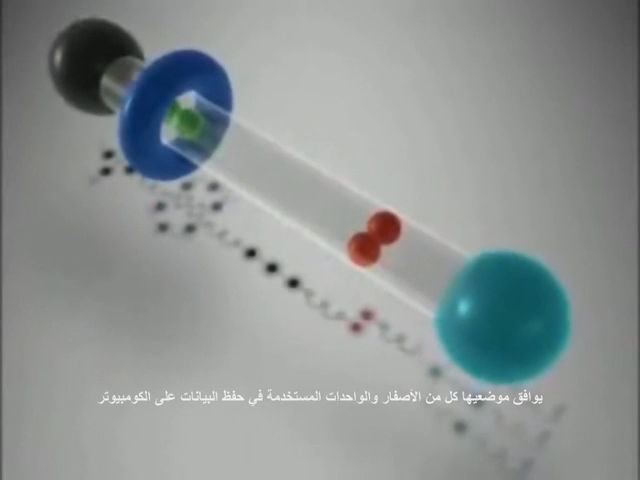 يوافق موضعيها كل من الأصفار والواحدات المستخدمة في حفظ البيانات على الكومبيوتر